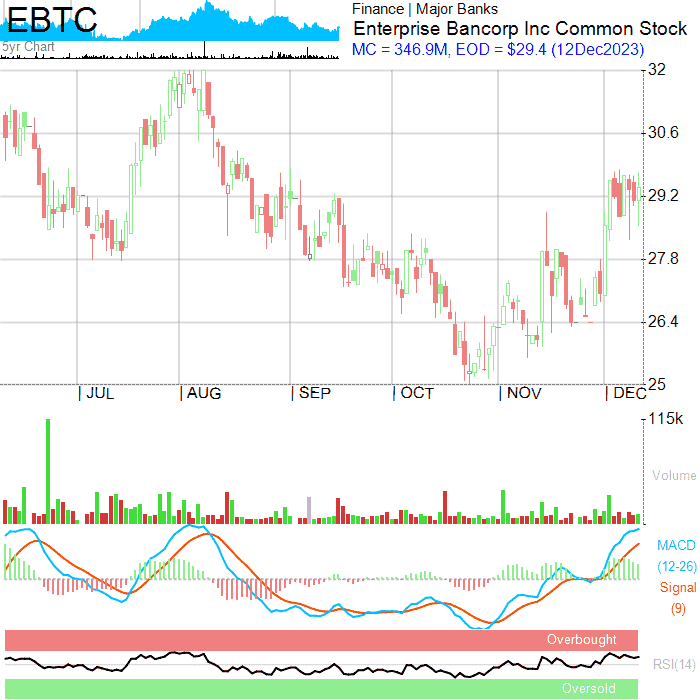 EBTC
5yr Chart
Finance | Major Banks
Enterprise Bancorp Inc Common Stock
MC = 346.9M, EOD = $29.4 (12Dec2023)
32
30.6
29.2
27.8
26.4
25
| JUL | AUG | SEP | OCT | NOV | DEC
115k
Volume
MACD
(12-26)
Signal
(9)
Overbought
RSI(14)
Oversold